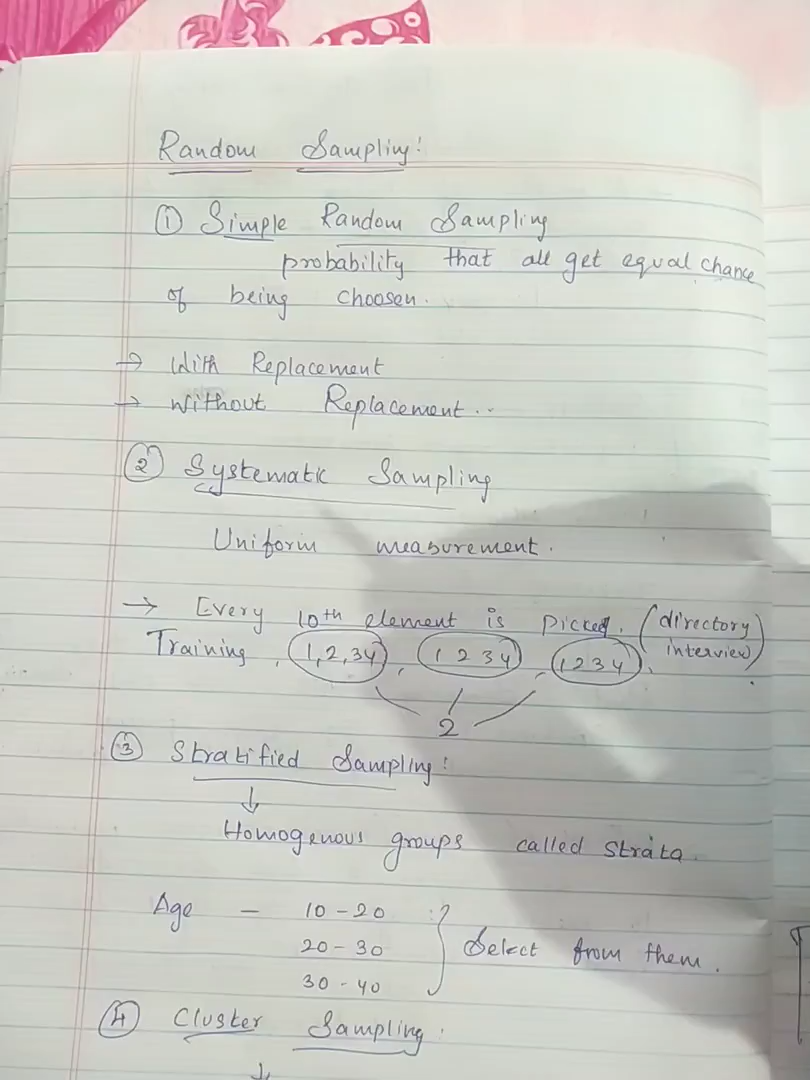 Random Sampling:
① Simple Random Sampling
probability that all get equal chance
of being choosen.
→ With Replacement
→ Without Replacement..
② Systematic Sampling
Uniform measurement.
→ Every 10th element is picked. (directory
Training, 1, 2, 3 4, 1 2 3 4, 1 2 3 4, interview)
2
③ Stratified Sampling:
↓
Homogenous groups called strata.
Age – 10 - 20
20 - 30 } Select from them.
30 - 40
④ Cluster Sampling.
↓